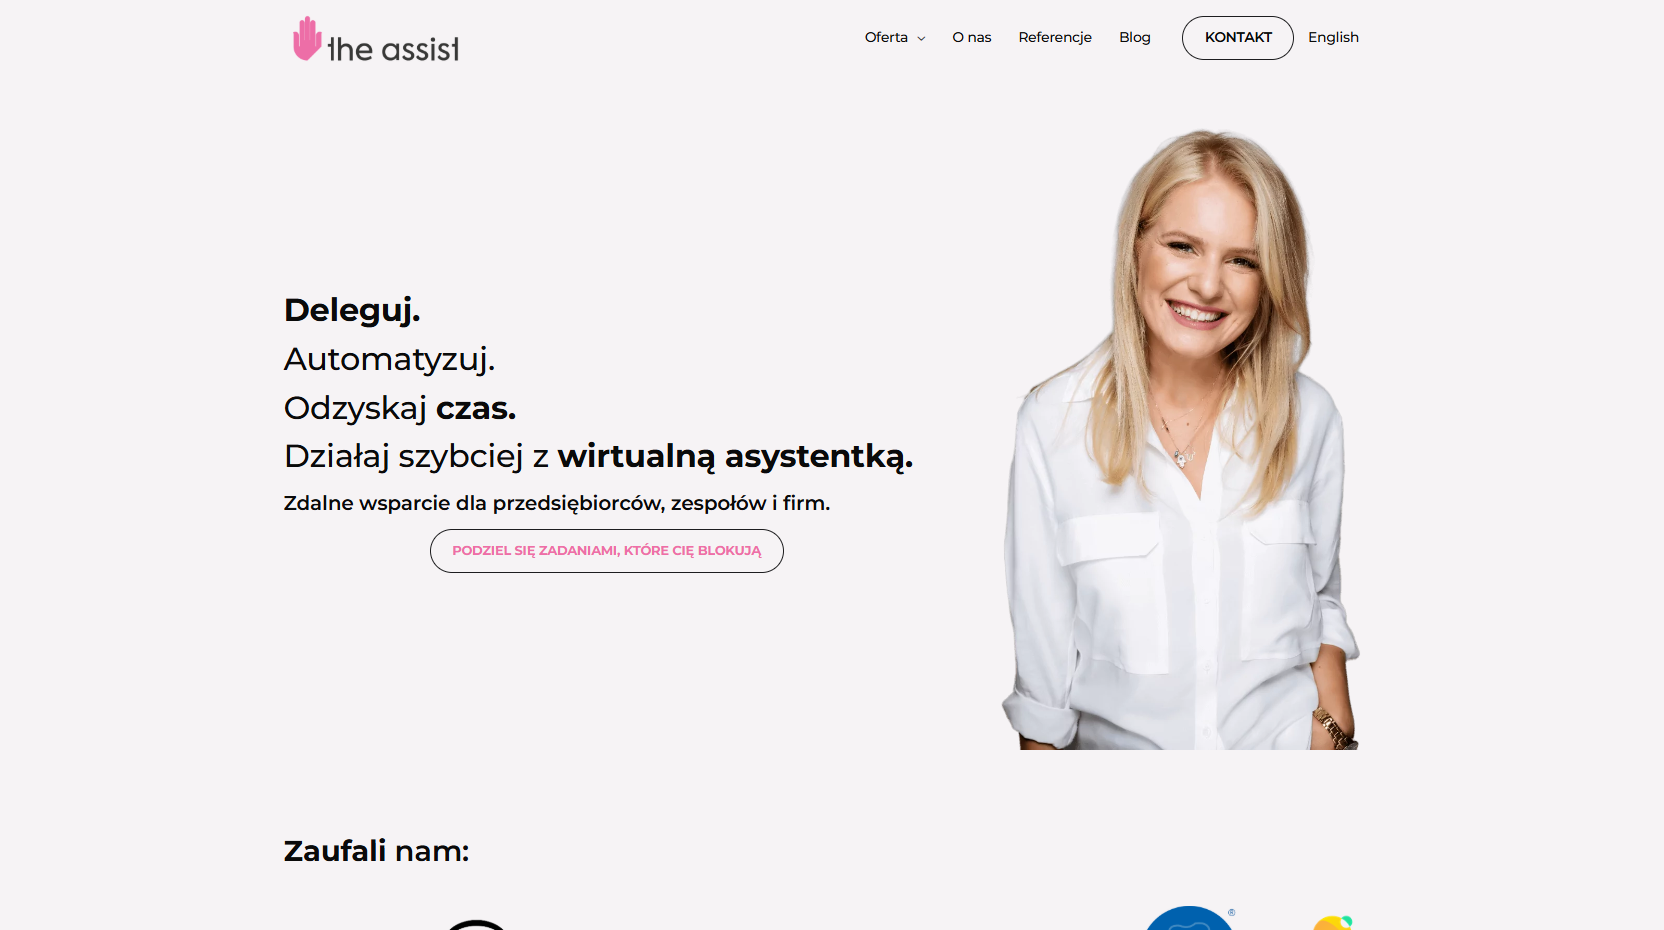 the assist
Oferta
O nas
Referencje
Blog
KONTAKT
English
Deleguj.
Automatyzuj.
Odzyskaj czas.
Działaj szybciej z wirtualną asystentką.
Zdalne wsparcie dla przedsiębiorców, zespołów i firm.
PODZIEL SIĘ ZADANIAMI, KTÓRE CIĘ BLOKUJĄ
Zaufali nam:
®